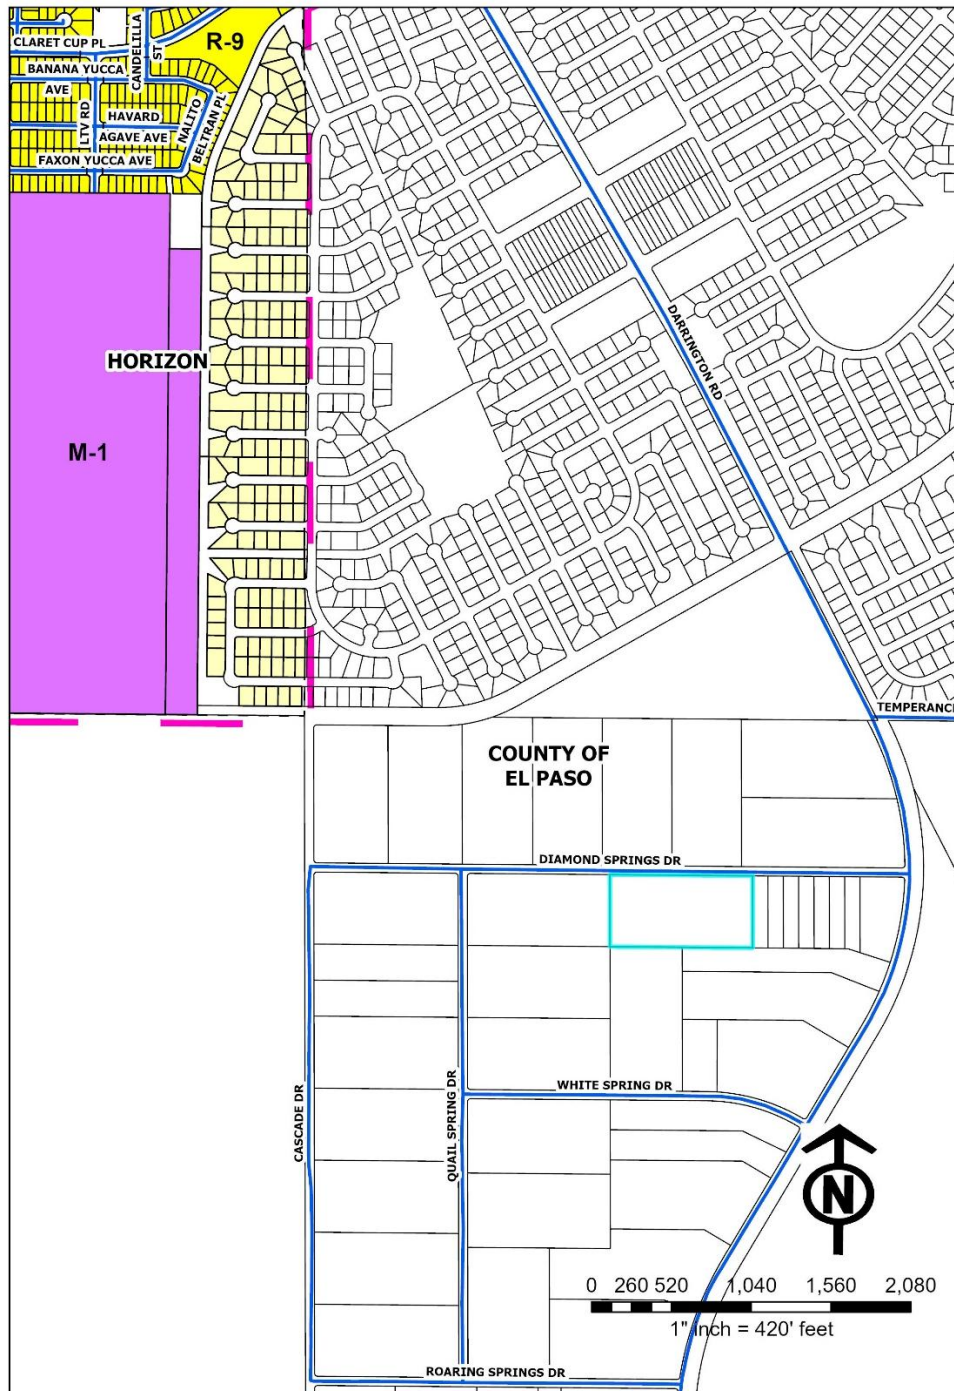 R-9
CLARET CUP PL
CANDELILLA
ST
BANANA YUCCA
AVE
LTV RD
HAVARD
AGAVE AVE
NALITO
BELTRAN PL
FAXON YUCCA AVE
HORIZON
M-1
DARRINGTON RD
TEMPERANCE
COUNTY OF
EL PASO
DIAMOND SPRINGS DR
CASCADE DR
QUAIL SPRING DR
WHITE SPRING DR
N
0 260 520 1,040 1,560 2,080
1" inch = 420' feet
ROARING SPRINGS DR